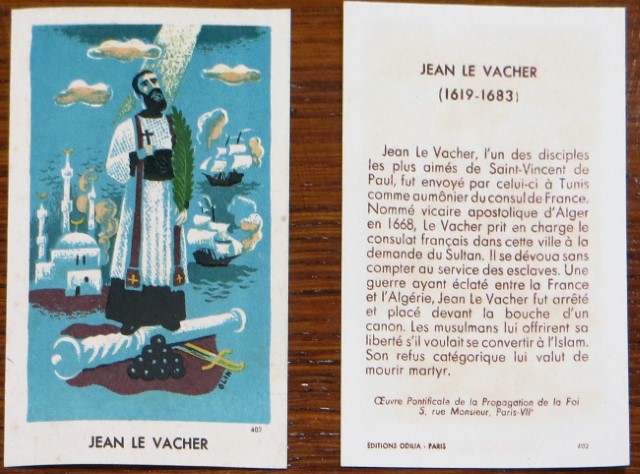 402
JEAN LE VACHER
JEAN LE VACHER
(1619-1683)
Jean Le Vacher, l'un des disciples
les plus aimés de Saint-Vincent de
Paul, fut envoyé par celui-ci à Tunis
comme aumônier du consul de France.
Nommé vicaire apostolique d'Alger
en 1668, Le Vacher prit en charge le
consulat français dans cette ville à la
demande du Sultan. Il se dévoua sans
compter au service des esclaves. Une
guerre ayant éclaté entre la France
et l'Algérie, Jean Le Vacher fut arrêté
et placé devant la bouche d'un
canon. Les musulmans lui offrirent sa
liberté s'il voulait se convertir à l'Islam.
Son refus catégorique lui valut de
mourir martyr.
Œuvre Pontificale de la Propagation de la Foi
5, rue Monsieur, Paris-VIIe
ÉDITIONS ODILIA - PARIS 402